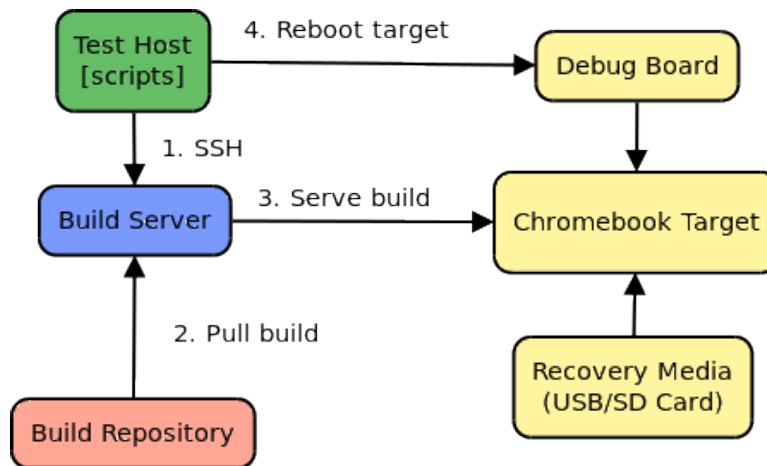 Test Host
[scripts]
4. Reboot target
Debug Board
1. SSH
Build Server
3. Serve build
Chromebook Target
2. Pull build
Recovery Media
(USB/SD Card)
Build Repository